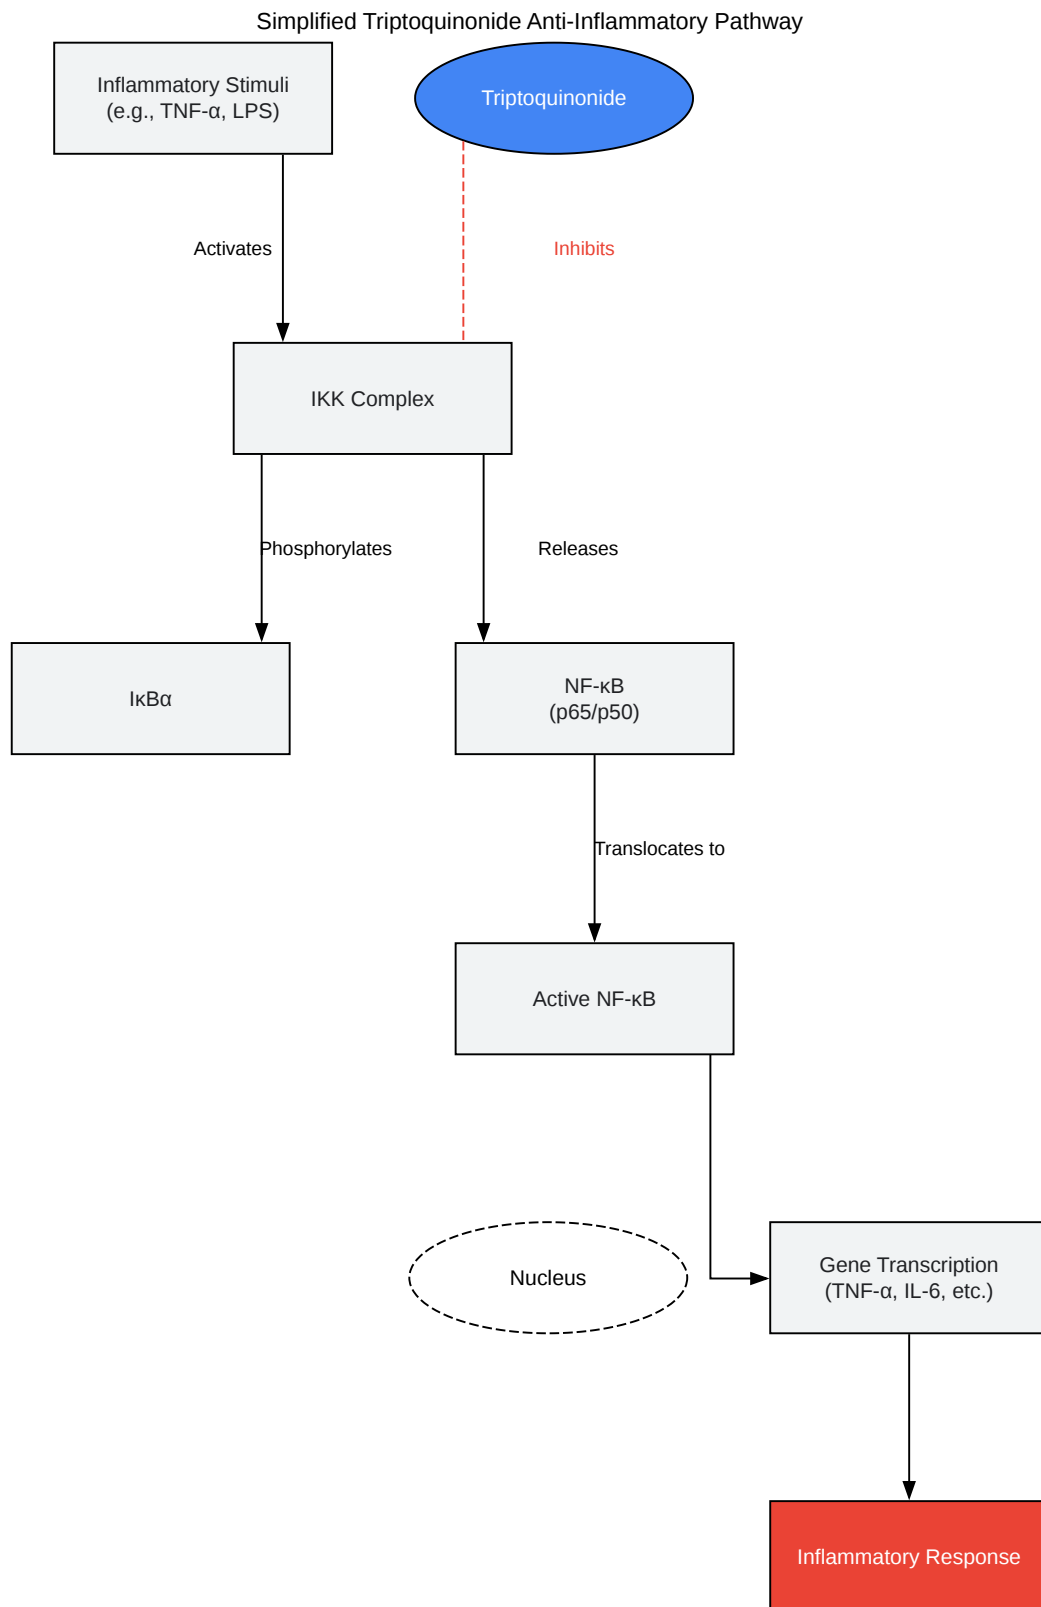 Simplified Triptoquinonide Anti-Inflammatory Pathway
Inflammatory Stimuli
(e.g., TNF-α, LPS)
Triptoquinonide
Activates
Inhibits
IKK Complex
Phosphorylates
Releases
IκBα
NF-κB
(p65/p50)
Translocates to
Active NF-κB
Nucleus
Gene Transcription
(TNF-α, IL-6, etc.)
Inflammatory Response